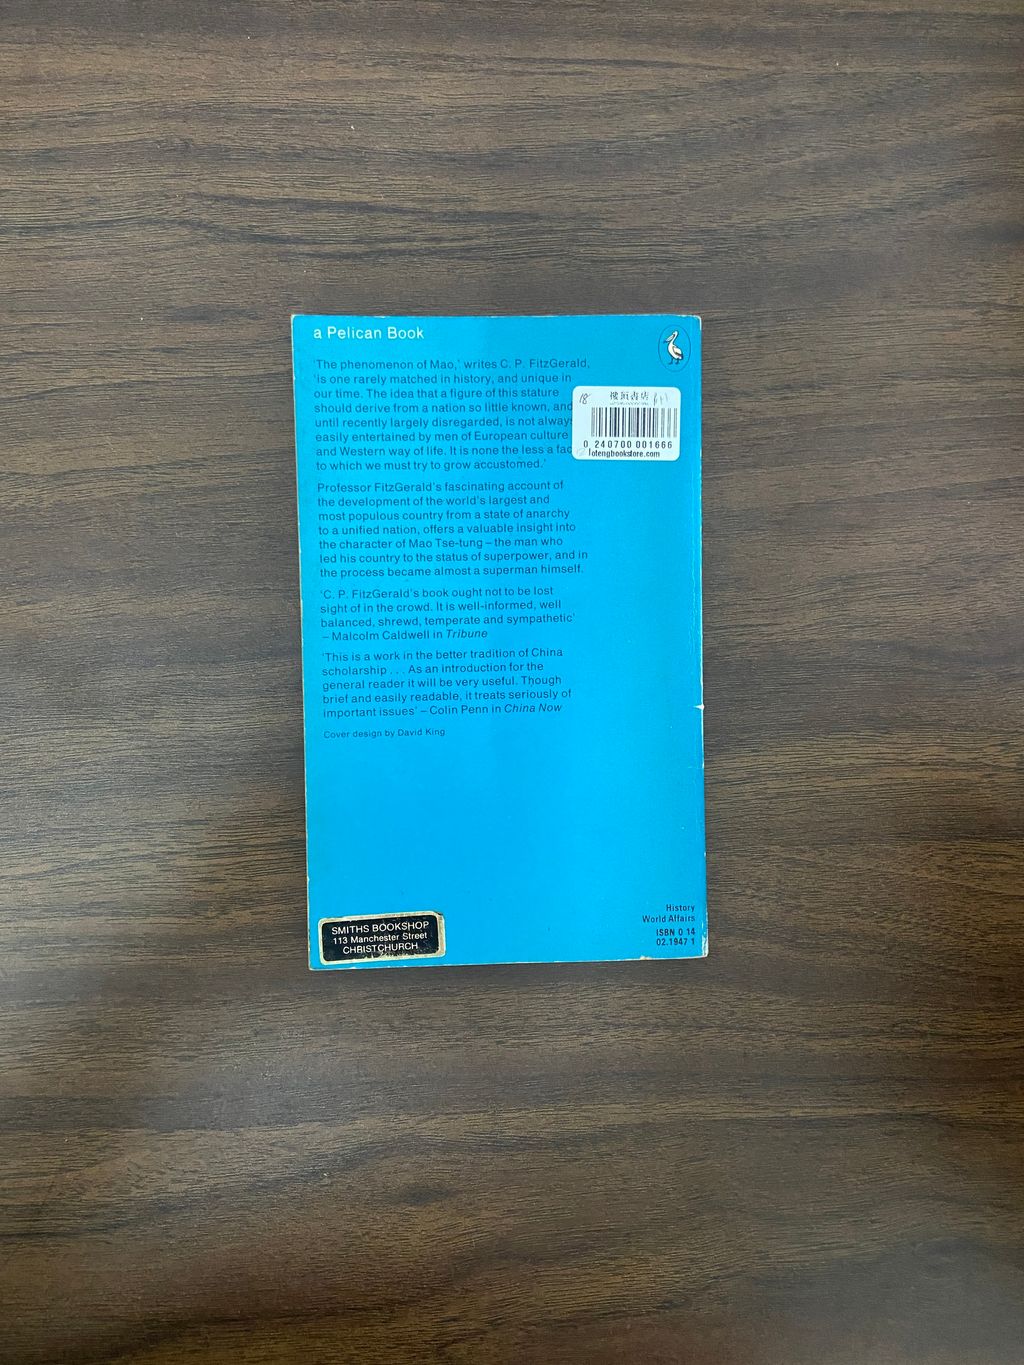 a Pelican Book
'The phenomenon of Mao,' writes C. P. FitzGerald,
'is one rarely matched in history, and unique in
our time. The idea that a figure of this stature
should derive from a nation so little known, and
until recently largely disregarded, is not always
easily entertained by men of European culture
and Western way of life. It is none the less a fac
to which we must try to grow accustomed.'
18
書店
0 240700 001666
lotengbookstore.com
Professor FitzGerald's fascinating account of
the development of the world's largest and
most populous country from a state of anarchy
to a unified nation, offers a valuable insight into
the character of Mao Tse-tung – the man who
led his country to the status of superpower, and in
the process became almost a superman himself.
'C. P. FitzGerald's book ought not to be lost
sight of in the crowd. It is well-informed, well
balanced, shrewd, temperate and sympathetic'
– Malcolm Caldwell in Tribune
'This is a work in the better tradition of China
scholarship . . . As an introduction for the
general reader it will be very useful. Though
brief and easily readable, it treats seriously of
important issues' – Colin Penn in China Now
Cover design by David King
History
World Affairs
ISBN 0 14
02.1947 1
SMITHS BOOKSHOP
113 Manchester Street
CHRISTCHURCH